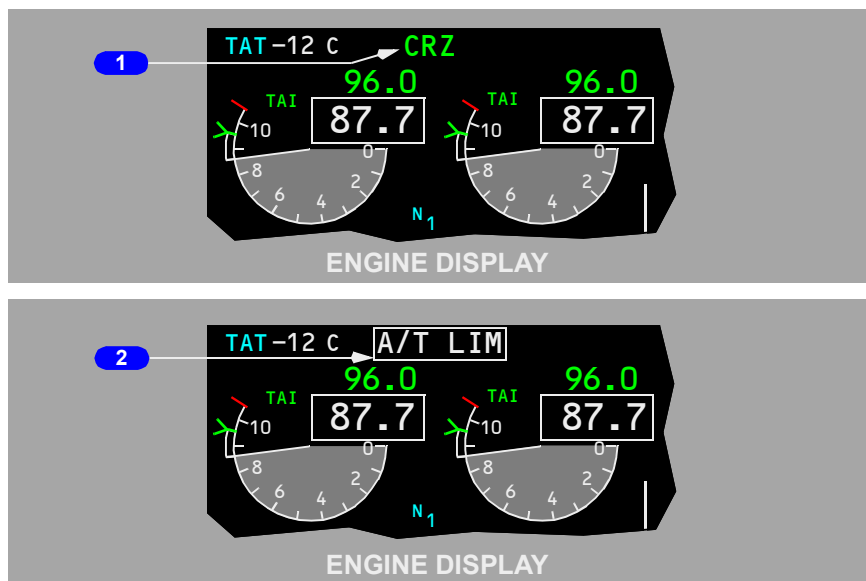 TAT -12 C CRZ
1
96.0 96.0
TAI TAI
87.7 87.7
10 10
0 0
8 8
2 2
6 6
4 4
N1
ENGINE DISPLAY
TAT -12 C A/T LIM
2
96.0 96.0
TAI TAI
87.7 87.7
10 10
0 0
8 8
2 2
6 6
4 4
N1
ENGINE DISPLAY